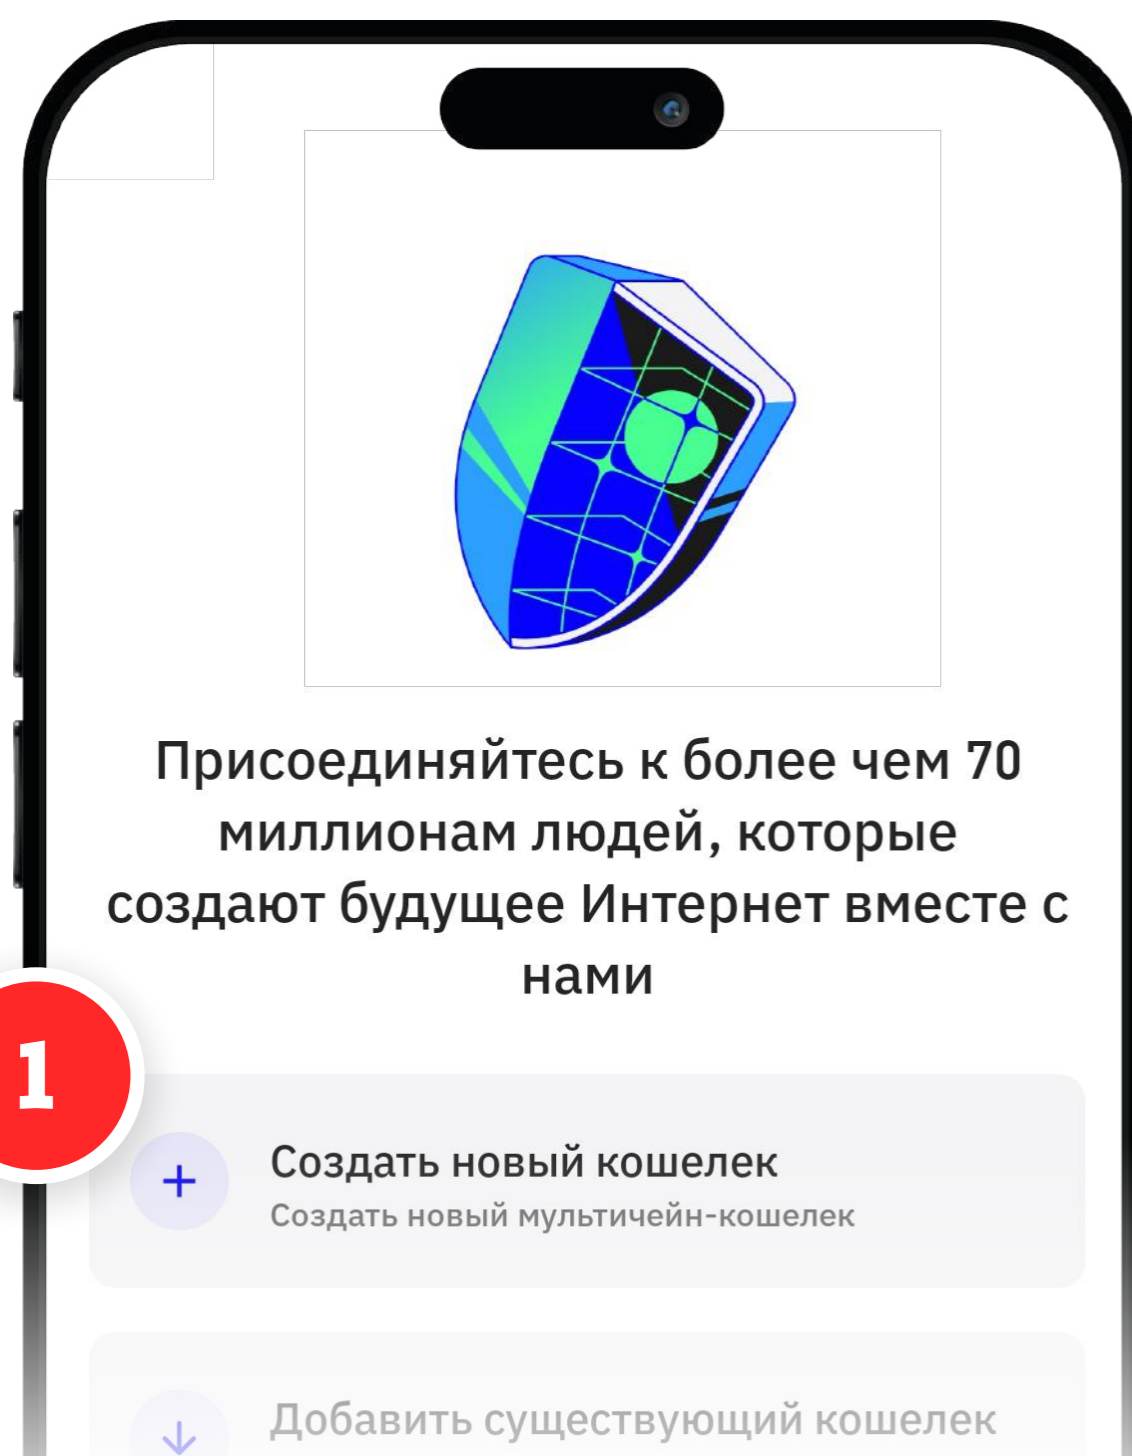 Присоединяйтесь к более чем 70
миллионам людей, которые
создают будущее Интернет вместе с
нами
1
Создать новый кошелек
Создать новый мультичейн-кошелек
Добавить существующий кошелек